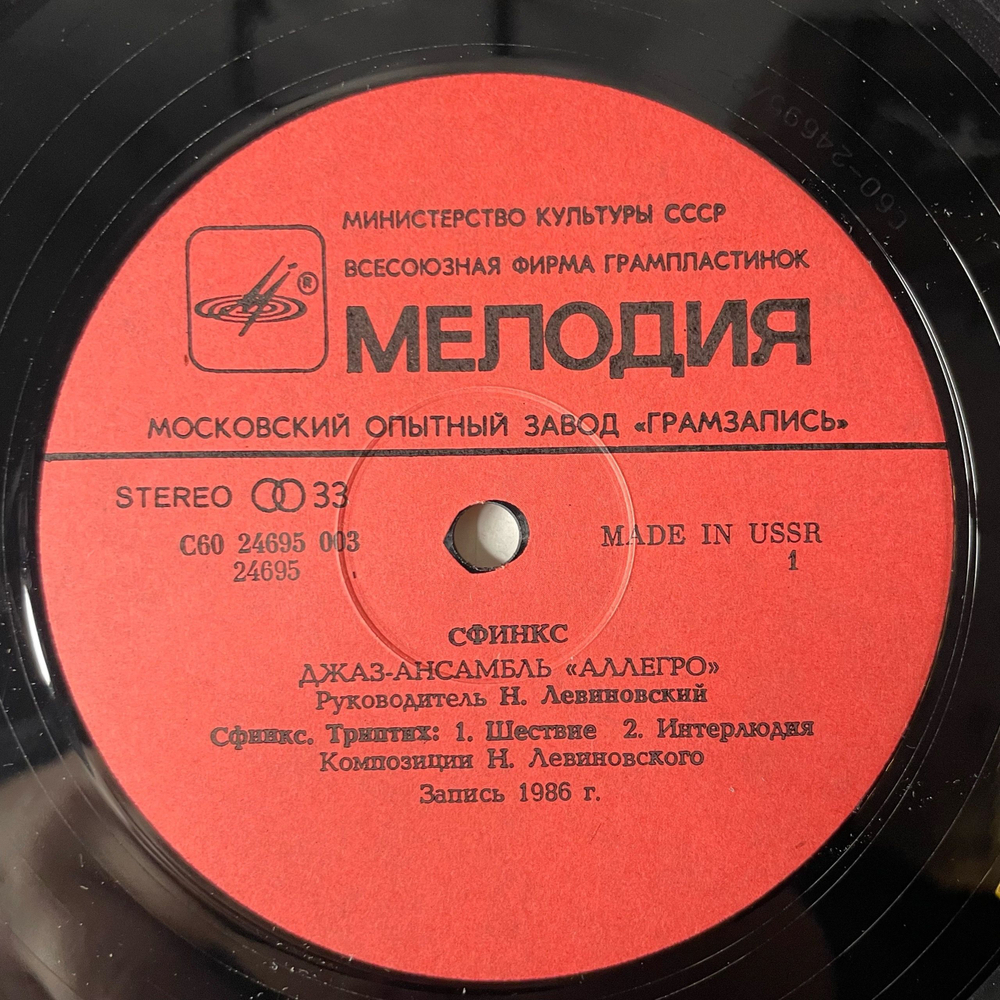 МИНИСТЕРСТВО КУЛЬТУРЫ СССР
ВСЕСОЮЗНАЯ ФИРМА ГРАМПЛАСТИНОК
®
МЕЛОДИЯ
МОСКОВСКИЙ ОПЫТНЫЙ ЗАВОД «ГРАМЗАПИСЬ»
STEREO 33
С60 24695 003
24695
MADE IN USSR
1
СФИНКС
ДЖАЗ-АНСАМБЛЬ «АЛЛЕГРО»
Руководитель Н. Левиновский
Сфинкс. Триптих: 1. Шествие 2. Интерлюдия
Композиции Н. Левиновского
Запись 1986 г.